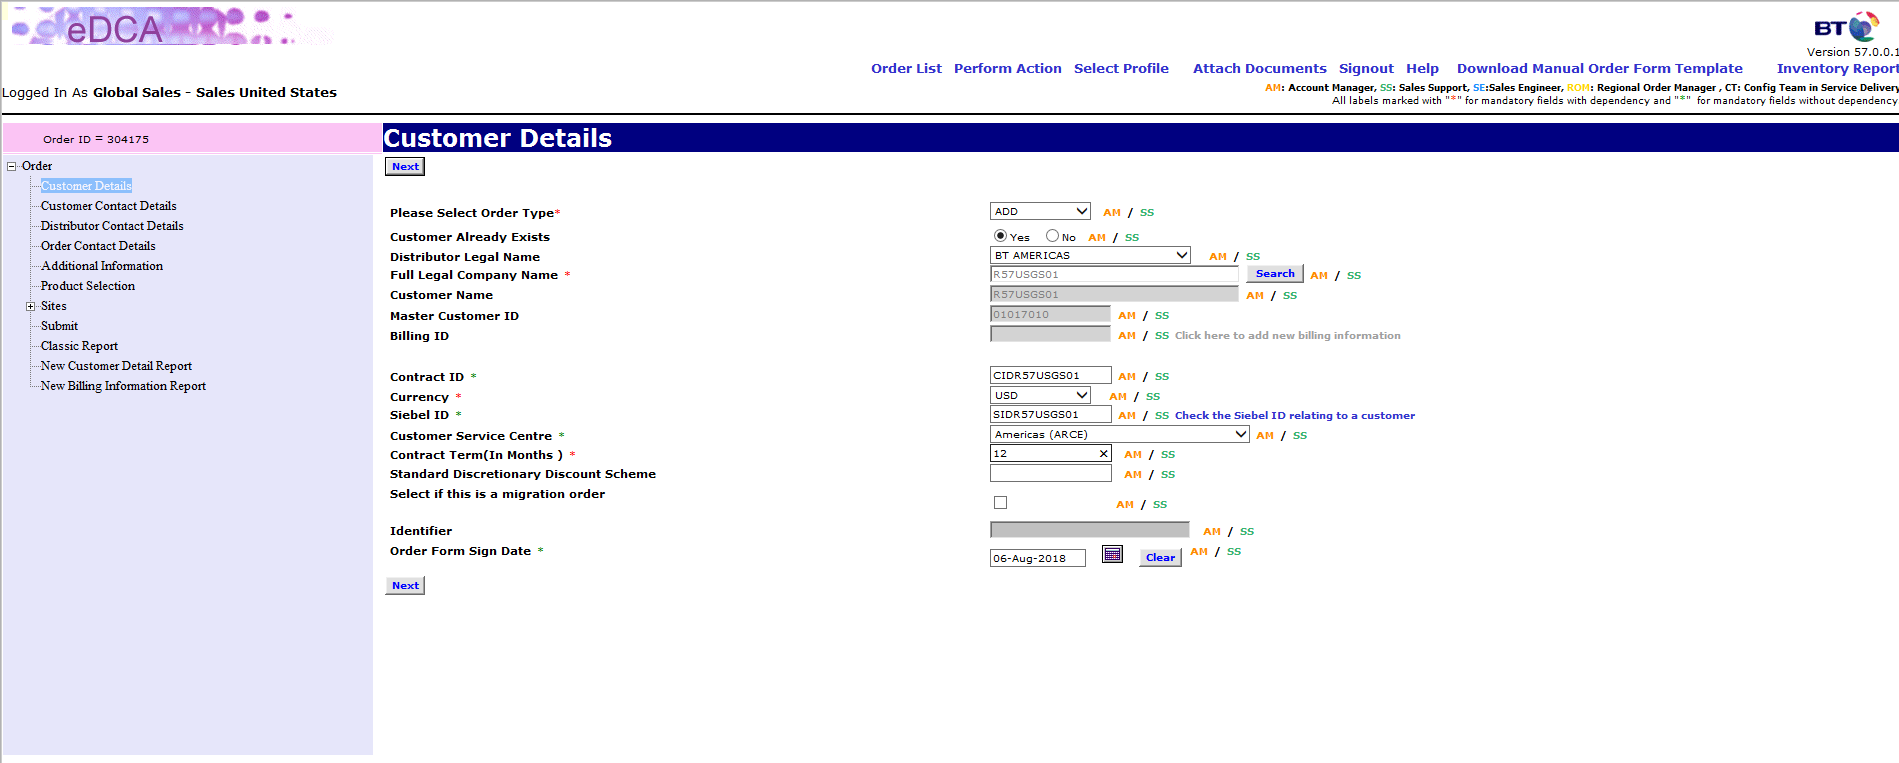 eDCA
BT
Version 57.0.0.1
Order List Perform Action Select Profile Attach Documents Signout Help Download Manual Order Form Template Inventory Report
Logged In As Global Sales - Sales United States
AM: Account Manager, SS: Sales Support, SE:Sales Engineer, ROM: Regional Order Manager , CT: Config Team in Service Delivery
All labels marked with "*" for mandatory fields with dependency and "*" for mandatory fields without dependency
Order ID = 304175
Customer Details
Order
Customer Details
Customer Contact Details
Distributor Contact Details
Order Contact Details
Additional Information
Product Selection
Sites
Submit
Classic Report
New Customer Detail Report
New Billing Information Report
Next
Please Select Order Type* ADD AM / SS
Customer Already Exists Yes No AM / SS
Distributor Legal Name BT AMERICAS AM / SS
Full Legal Company Name * R57USGS01 Search AM / SS
Customer Name R57USGS01 AM / SS
Master Customer ID 01017010 AM / SS
Billing ID AM / SS Click here to add new billing information
Contract ID * CIDR57USGS01 AM / SS
Currency * USD AM / SS
Siebel ID * SIDR57USGS01 AM / SS Check the Siebel ID relating to a customer
Customer Service Centre * Americas (ARCE) AM / SS
Contract Term(In Months ) * 12 AM / SS
Standard Discretionary Discount Scheme AM / SS
Select if this is a migration order AM / SS
Identifier AM / SS
Order Form Sign Date * 06-Aug-2018 Clear AM / SS
Next